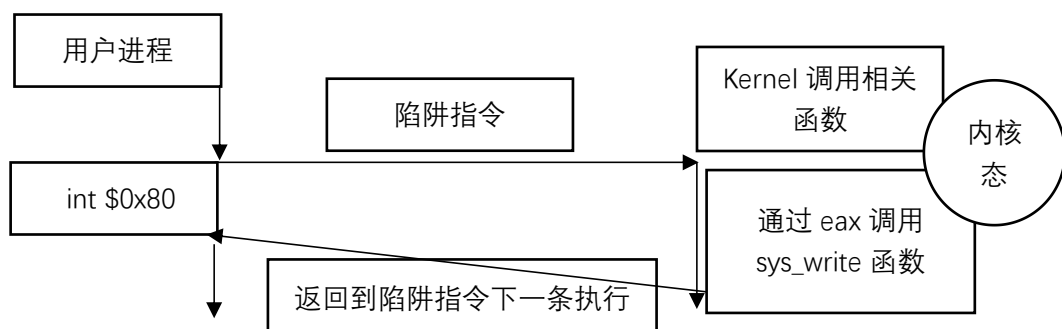 用户进程
Kernel 调用相关
函数
陷阱指令
内核
态
int $0x80
通过 eax 调用
sys_write 函数
返回到陷阱指令下一条执行